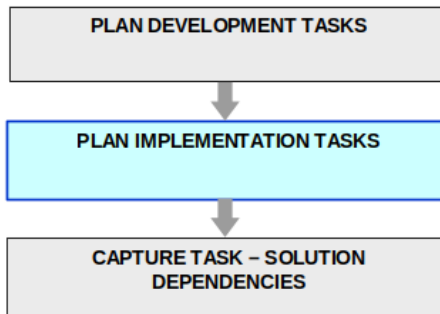 PLAN DEVELOPMENT TASKS
PLAN IMPLEMENTATION TASKS
CAPTURE TASK – SOLUTION
DEPENDENCIES